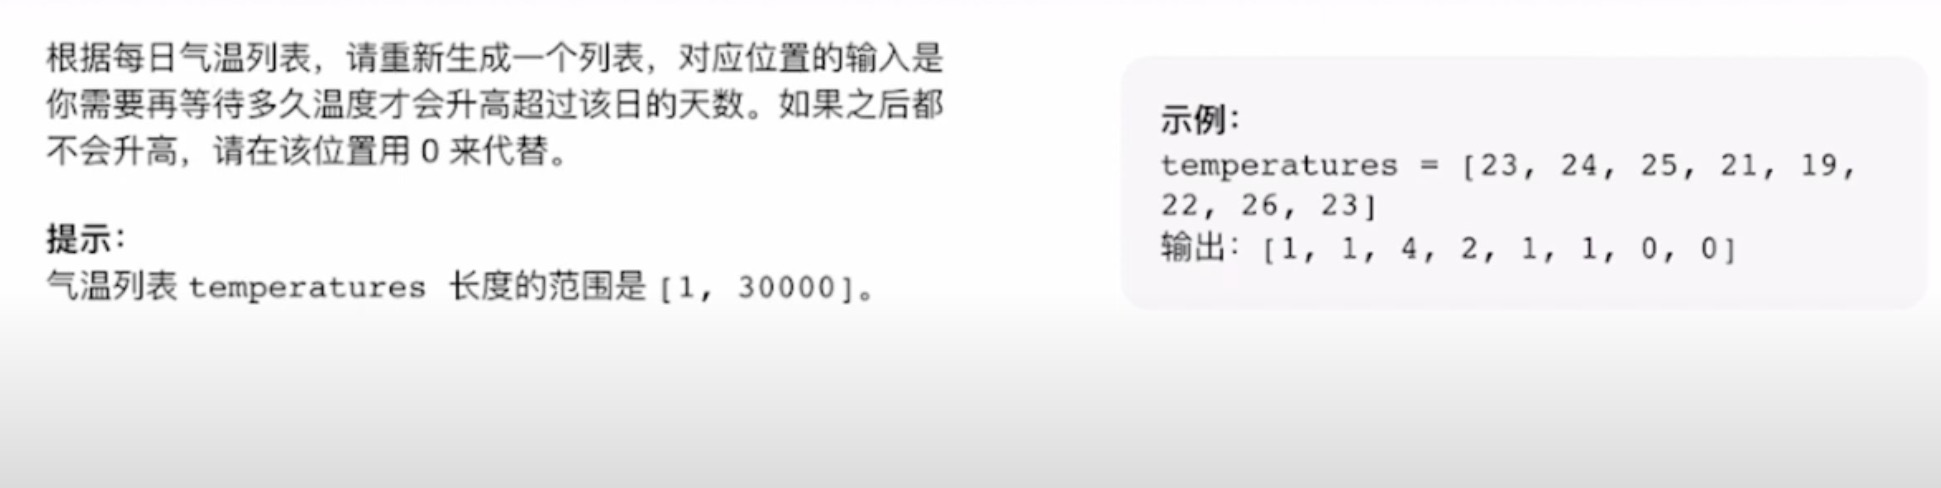 根据每日气温列表，请重新生成一个列表，对应位置的输入是
你需要再等待多久温度才会升高超过该日的天数。如果之后都
不会升高，请在该位置用 0 来代替。
提示：
气温列表 temperatures 长度的范围是 [1, 30000]。
示例：
temperatures = [23, 24, 25, 21, 19,
22, 26, 23]
输出：[1, 1, 4, 2, 1, 1, 0, 0]